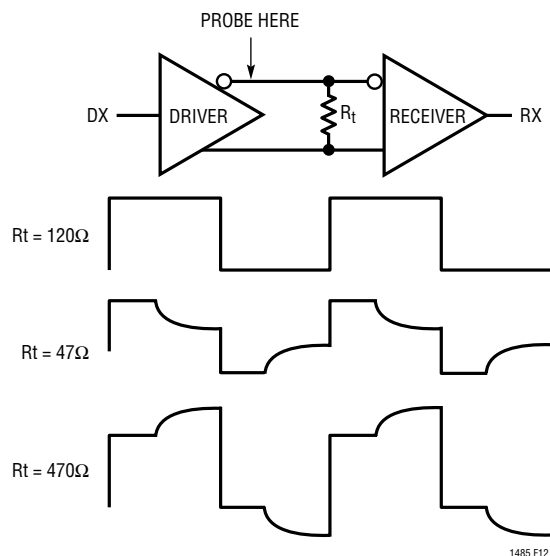 PROBE HERE
DX DRIVER Rt RECEIVER RX
Rt = 120Ω
Rt = 47Ω
Rt = 470Ω
1485 F12